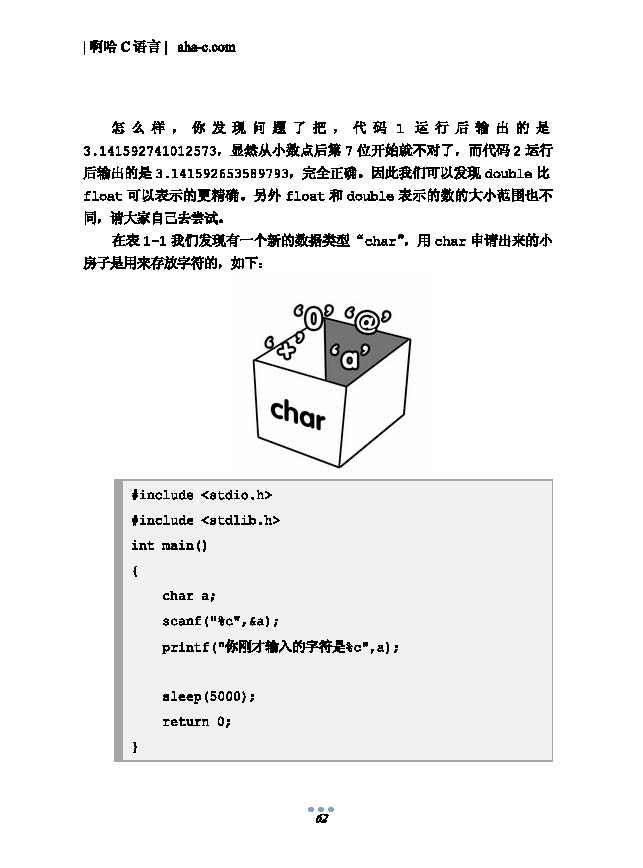 | 啊哈 C 语言 | aha-c.com
怎么样，你发现问题了把，代码 1 运行后输出的是
3.141592741012573，显然从小数点后第 7 位开始就不对了，而代码 2 运行
后输出的是 3.141592653589793，完全正确。因此我们可以发现 double 比
float 可以表示的更精确。另外 float 和 double 表示的数的大小范围也不
同，请大家自己去尝试。
在表 1-1 我们发现有一个新的数据类型“char”，用 char 申请出来的小
房子是用来存放字符的，如下：
‘0’ ‘@’
‘+’ ‘a’
char
#include <stdio.h>
#include <stdlib.h>
int main()
{
char a;
scanf("%c",&a);
printf("你刚才输入的字符是%c",a);
sleep(5000);
return 0;
}
62